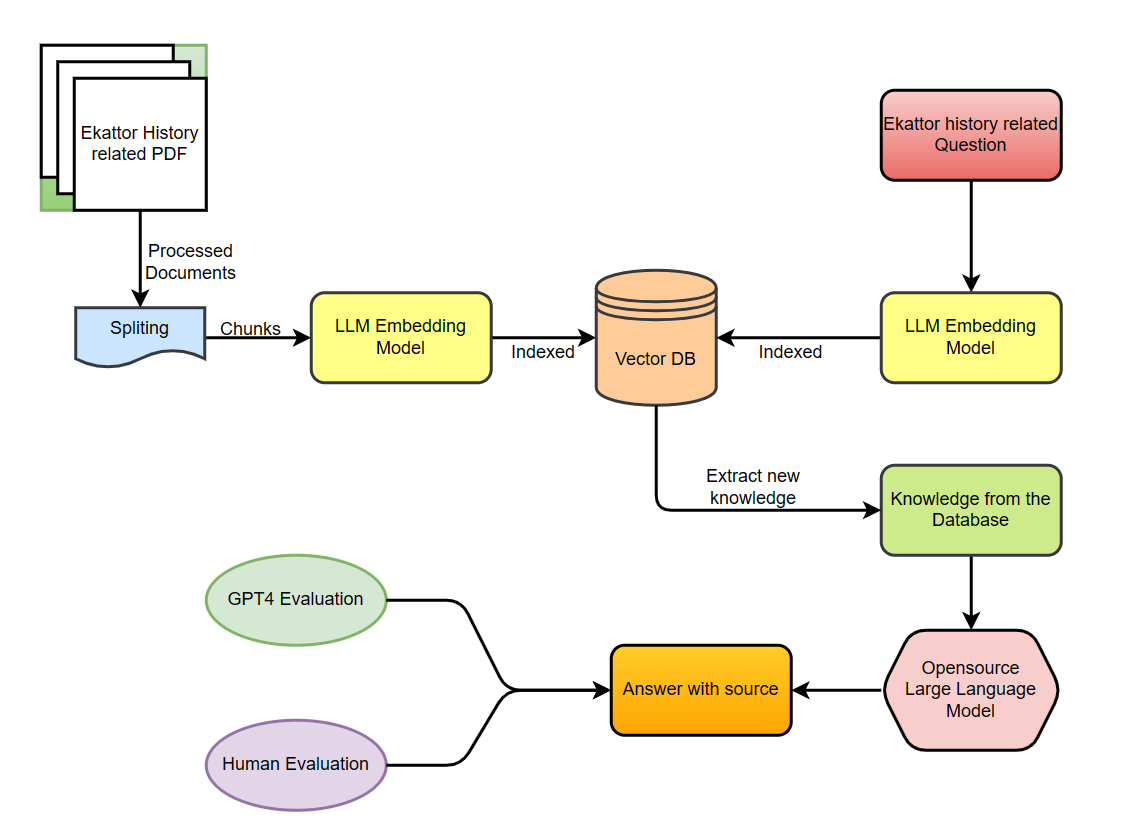 Ekattor History
related PDF
Ekattor history related
Question
Processed
Documents
Spliting
Chunks
LLM Embedding
Model
Indexed
Vector DB
Indexed
LLM Embedding
Model
Extract new
knowledge
Knowledge from the
Database
GPT4 Evaluation
Answer with source
Opensource
Large Language
Model
Human Evaluation